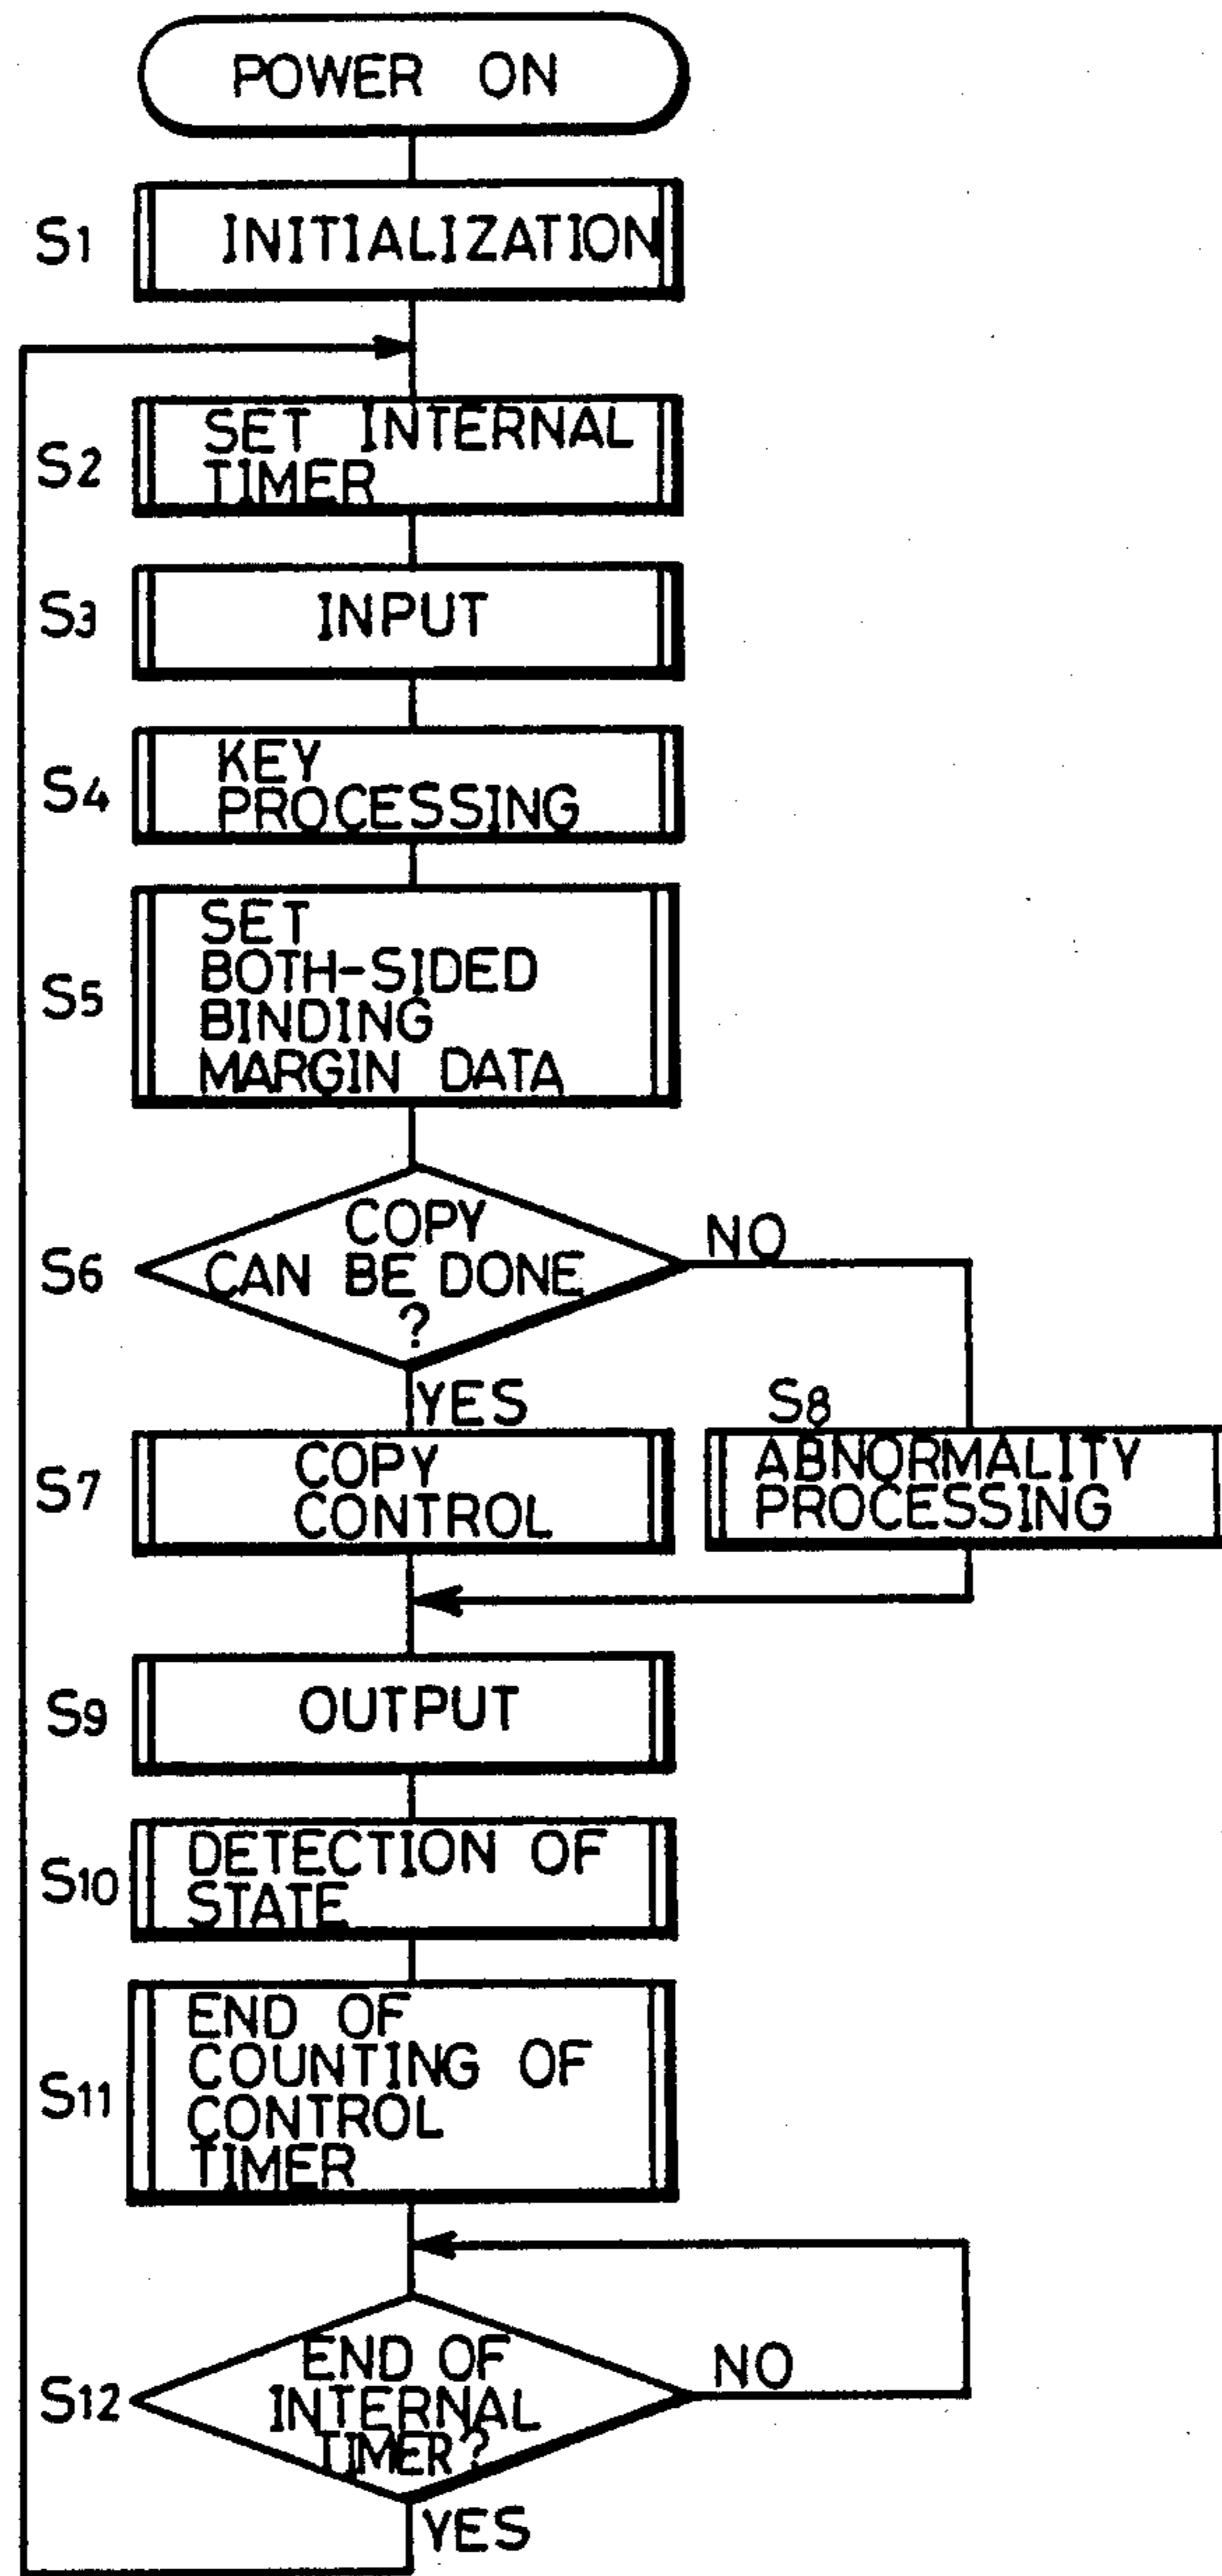 POWER ON
S1
INITIALIZATION
S2
SET INTERNAL
TIMER
S3
INPUT
S4
KEY
PROCESSING
S5
SET
BOTH-SIDED
BINDING
MARGIN DATA
S6
COPY
CAN BE DONE
?
NO
YES
S7
COPY
CONTROL
S8
ABNORMALITY
PROCESSING
S9
OUTPUT
S10
DETECTION OF
STATE
S11
END OF
COUNTING OF
CONTROL
TIMER
S12
END OF
INTERNAL
TIMER?
NO
YES